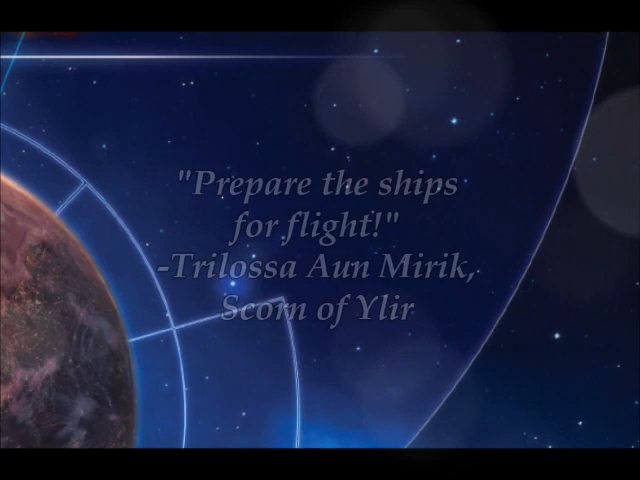 "Prepare the ships
for flight!"
-Trilossa Aun Mirik,
Scorn of Ylir